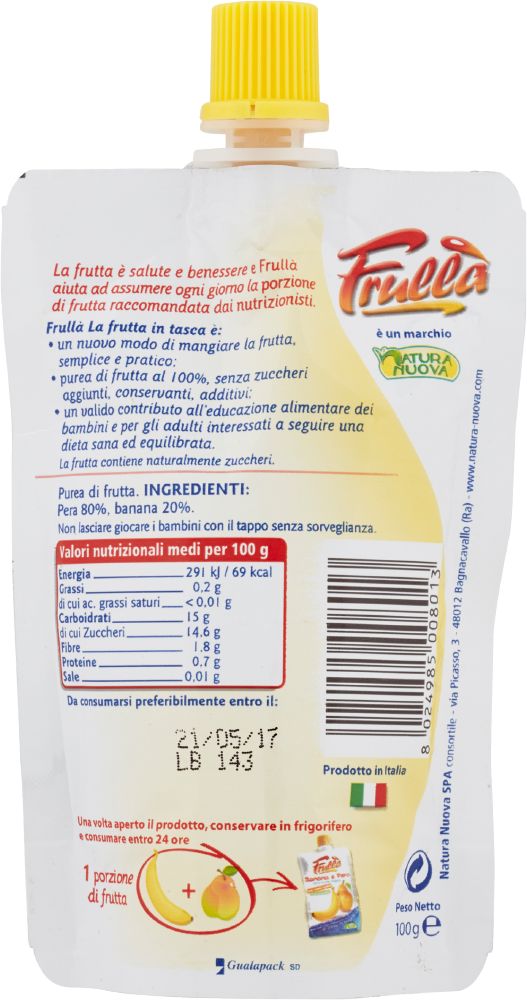 La frutta è salute e benessere e Frullà
aiuta ad assumere ogni giorno la porzione
di frutta raccomandata dai nutrizionisti.
Frullà La frutta in tasca è:
• un nuovo modo di mangiare la frutta,
semplice e pratico;
• purea di frutta al 100%, senza zuccheri
aggiunti, conservanti, additivi;
• un valido contributo all'educazione alimentare dei
bambini e per gli adulti interessati a seguire una
dieta sana ed equilibrata.
La frutta contiene naturalmente zuccheri.
Frullà
è un marchio
NATURA
NUOVA
Purea di frutta. INGREDIENTI:
Pera 80%, banana 20%.
Non lasciare giocare i bambini con il tappo senza sorveglianza.
Valori nutrizionali medi per 100 g
Energia 291 kJ / 69 kcal
Grassi 0,2 g
di cui ac. grassi saturi < 0,01 g
Carboidrati 15 g
di cui Zuccheri 14,6 g
Fibre 1,8 g
Proteine 0,7 g
Sale 0,01 g
Da consumarsi preferibilmente entro il:
21/05/17
LB 143
8 024985 008013
Prodotto in Italia
Natura Nuova SPA consortile - via Picasso, 3 - 48012 Bagnacavallo (Ra) - www.natura-nuova.com
Una volta aperto il prodotto, conservare in frigorifero
e consumare entro 24 ore
1 porzione
di frutta
+
Frullà
Banana e Pera
Peso Netto
100g ℮
Gualapack SD